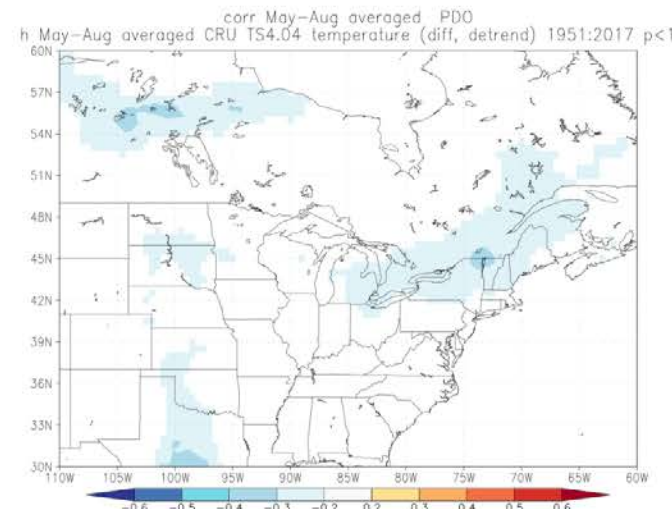 corr May-Aug averaged PDO
h May-Aug averaged CRU TS4.04 temperature (diff, detrend) 1951:2017 p<1
60N
57N
54N
51N
48N
45N
42N
39N
36N
33N
30N
110W 105W 100W 95W 90W 85W 80W 75W 70W 65W 60W
-0.6 -0.5 -0.4 -0.3 -0.2 0.2 0.3 0.4 0.5 0.6